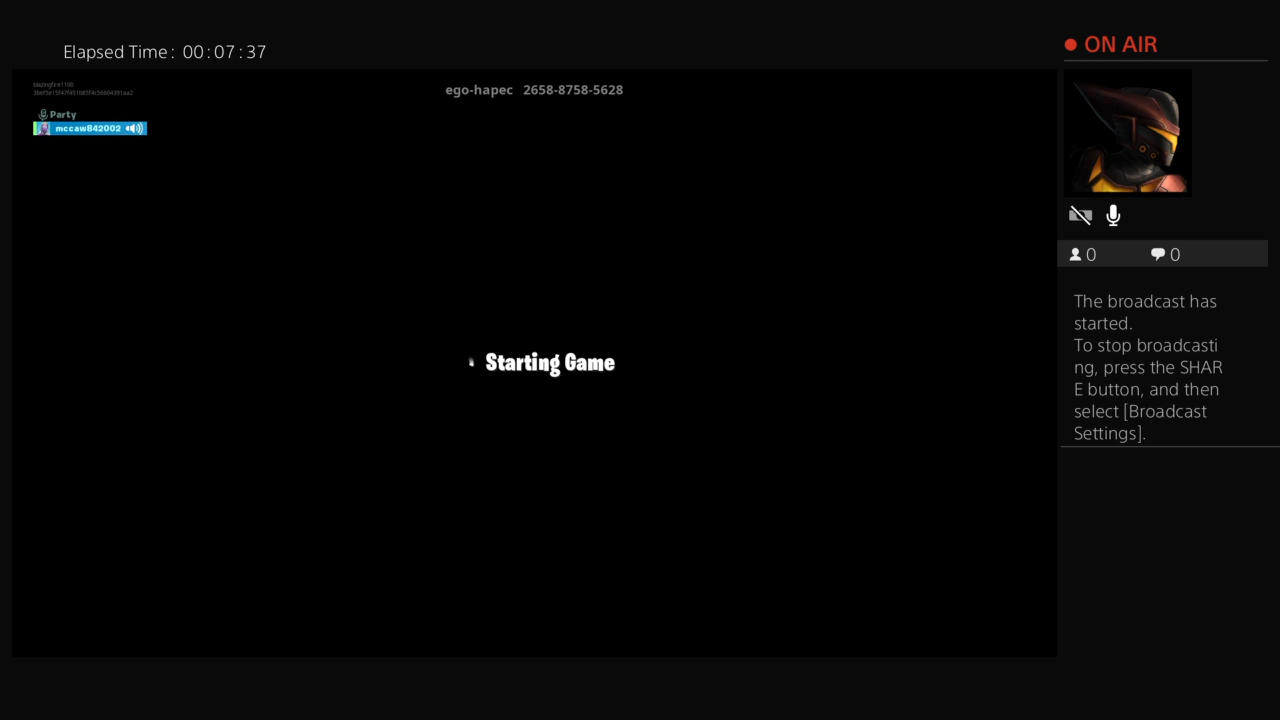 Elapsed Time: 00:07:37
ON AIR
blazingfire1100
ego-hapec 2658-8758-5628
Party
mccaw842002
0 0
The broadcast has
started.
To stop broadcasti
ng, press the SHAR
E button, and then
select [Broadcast
Settings].
Starting Game